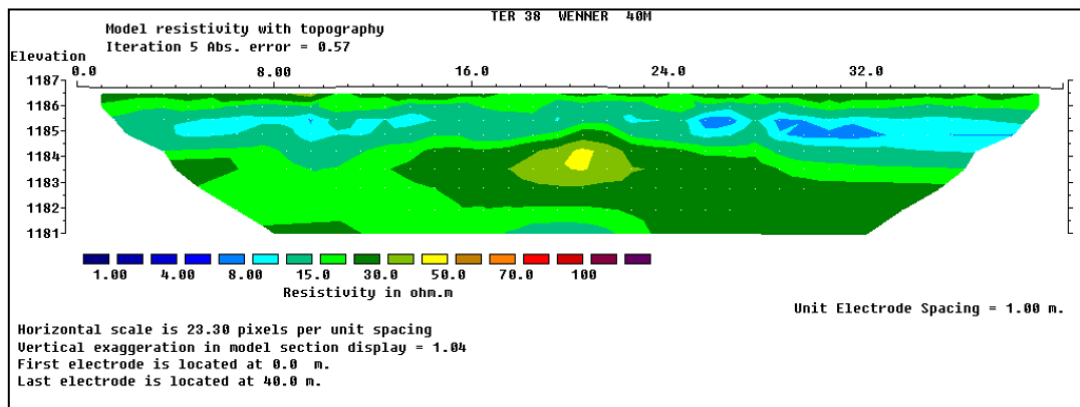 TER 38 WENNER 40M
Model resistivity with topography
Iteration 5 Abs. error = 0.57
Elevation
0.0 8.00 16.0 24.0 32.0
1187
1186
1185
1184
1183
1182
1181
1.00 4.00 8.00 15.0 30.0 50.0 70.0 100
Resistivity in ohm.m
Unit Electrode Spacing = 1.00 m.
Horizontal scale is 23.30 pixels per unit spacing
Vertical exaggeration in model section display = 1.04
First electrode is located at 0.0 m.
Last electrode is located at 40.0 m.